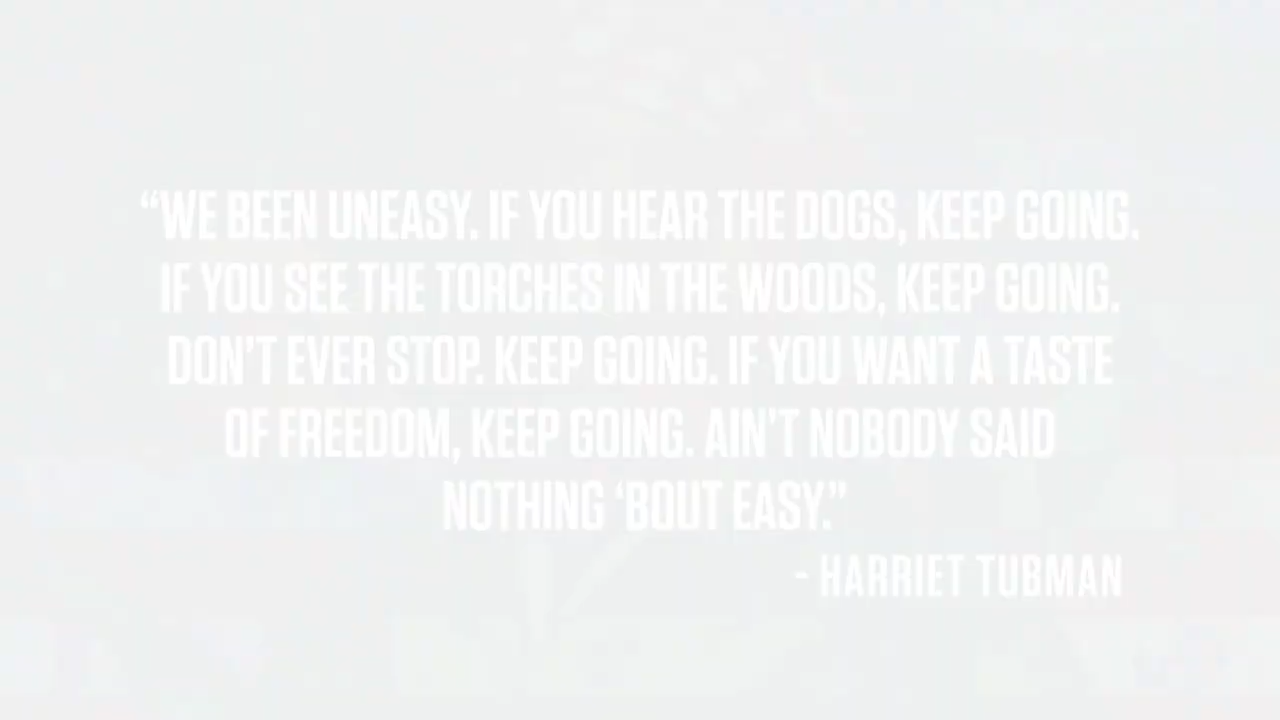 “WE BEEN UNEASY. IF YOU HEAR THE DOGS, KEEP GOING.
IF YOU SEE THE TORCHES IN THE WOODS, KEEP GOING.
DON'T EVER STOP. KEEP GOING. IF YOU WANT A TASTE
OF FREEDOM, KEEP GOING. AIN'T NOBODY SAID
NOTHING ‘BOUT EASY.”
- HARRIET TUBMAN